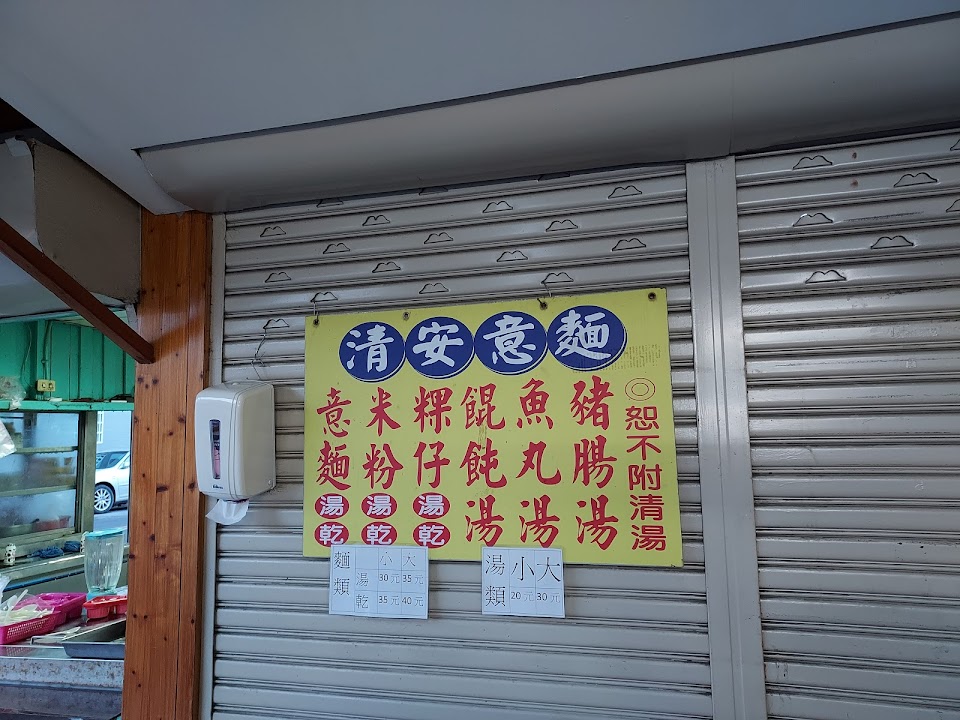 清安意麵
◎恕不附清湯
豬腸湯
魚丸湯
餛飩湯
粿仔湯乾
米粉湯乾
意麵湯乾
麵類 小 大
湯 30元 35元
乾 35元 40元
湯類 小 大
20元 30元